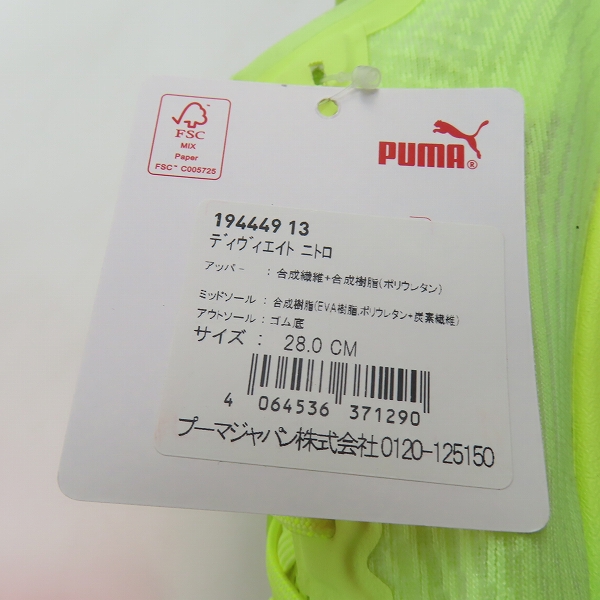 FSC
MIX
Paper
FSC™ C005725
PUMA®
194449 13
ディヴィエイト ニトロ
アッパー : 合成繊維+合成樹脂(ポリウレタン)
ミッドソール : 合成樹脂(EVA樹脂,ポリウレタン+炭素繊維)
アウトソール : ゴム底
サイズ : 28.0 CM
4 064536 371290
プーマジャパン株式会社0120-125150